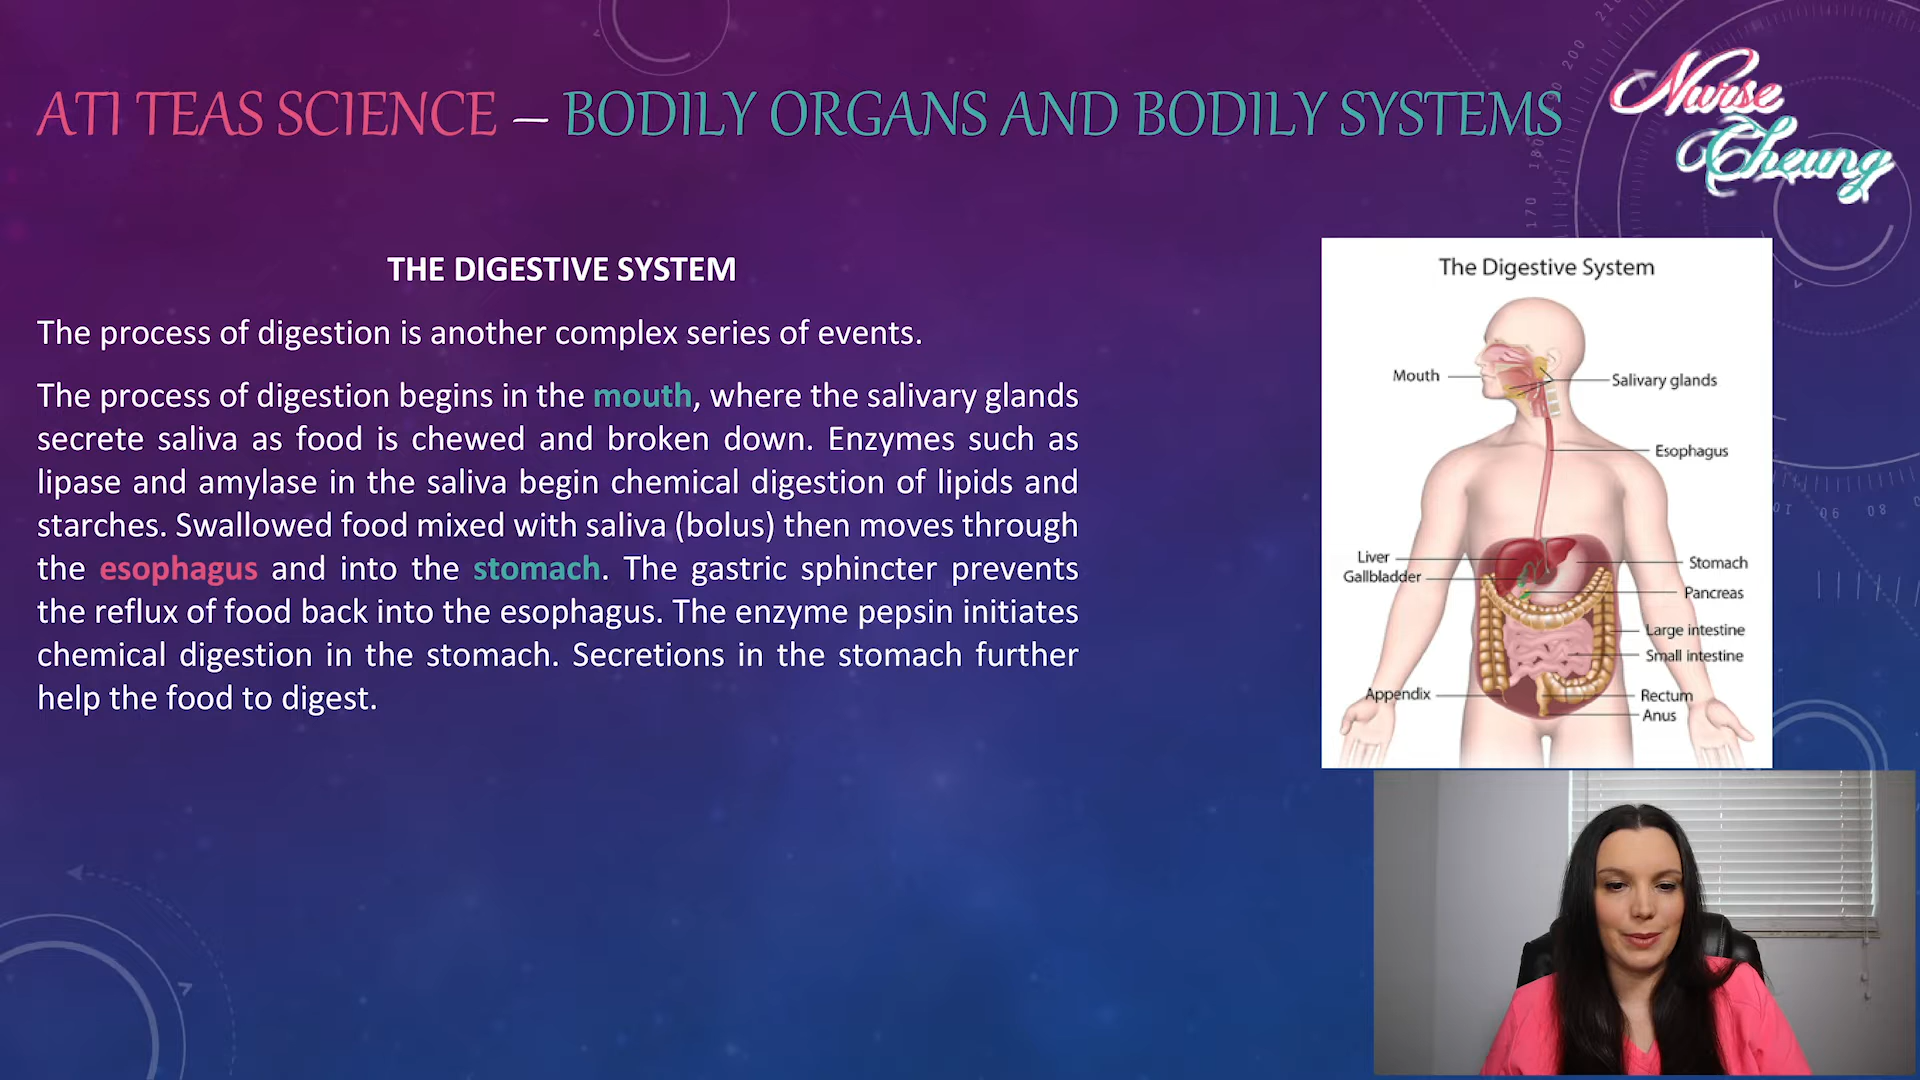 ATI TEAS SCIENCE – BODILY ORGANS AND BODILY SYSTEMS
Nurse
Cheung
THE DIGESTIVE SYSTEM
The process of digestion is another complex series of events.
The process of digestion begins in the mouth, where the salivary glands
secrete saliva as food is chewed and broken down. Enzymes such as
lipase and amylase in the saliva begin chemical digestion of lipids and
starches. Swallowed food mixed with saliva (bolus) then moves through
the esophagus and into the stomach. The gastric sphincter prevents
the reflux of food back into the esophagus. The enzyme pepsin initiates
chemical digestion in the stomach. Secretions in the stomach further
help the food to digest.
The Digestive System
Mouth
Salivary glands
Esophagus
Liver
Gallbladder
Stomach
Pancreas
Large intestine
Small intestine
Appendix
Rectum
Anus
210
200
180
170
80
90